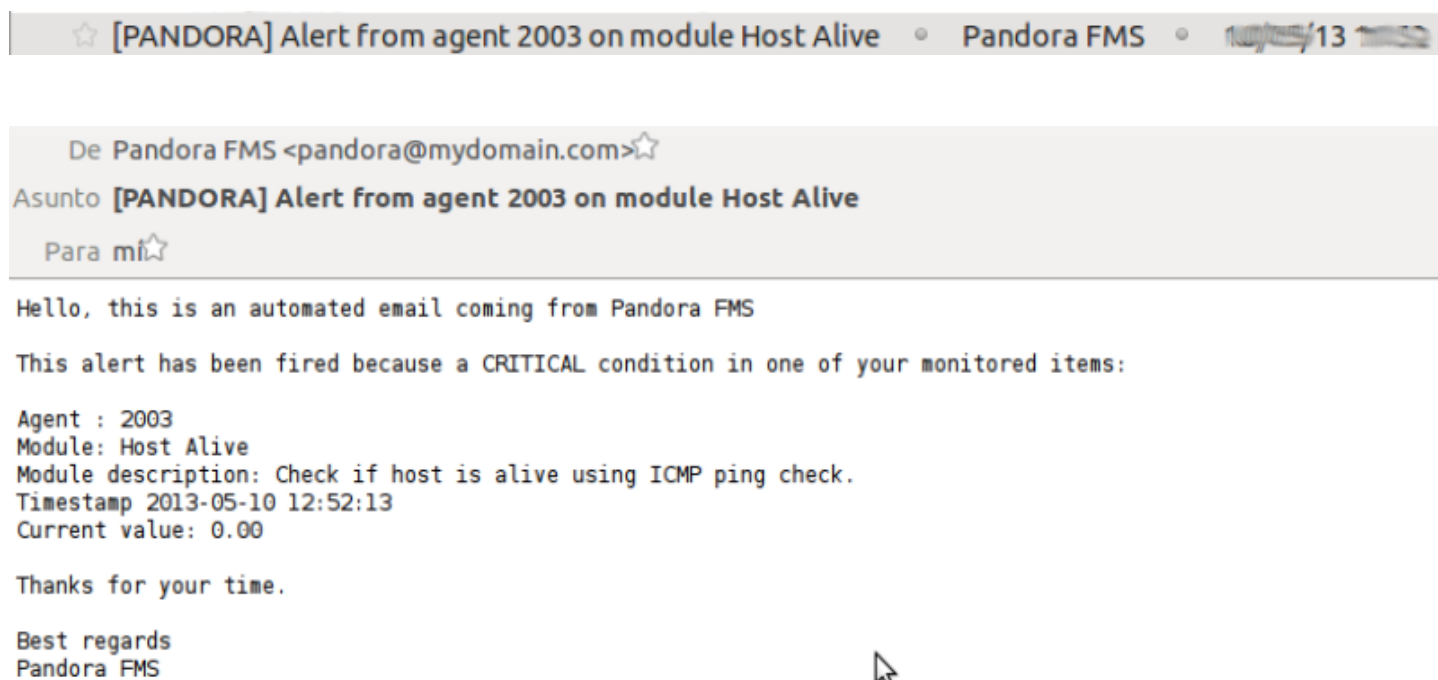 [PANDORA] Alert from agent 2003 on module Host Alive Pandora FMS /13
De Pandora FMS <pandora@mydomain.com>
Asunto [PANDORA] Alert from agent 2003 on module Host Alive
Para mí
Hello, this is an automated email coming from Pandora FMS
This alert has been fired because a CRITICAL condition in one of your monitored items:
Agent : 2003
Module: Host Alive
Module description: Check if host is alive using ICMP ping check.
Timestamp 2013-05-10 12:52:13
Current value: 0.00
Thanks for your time.
Best regards
Pandora FMS